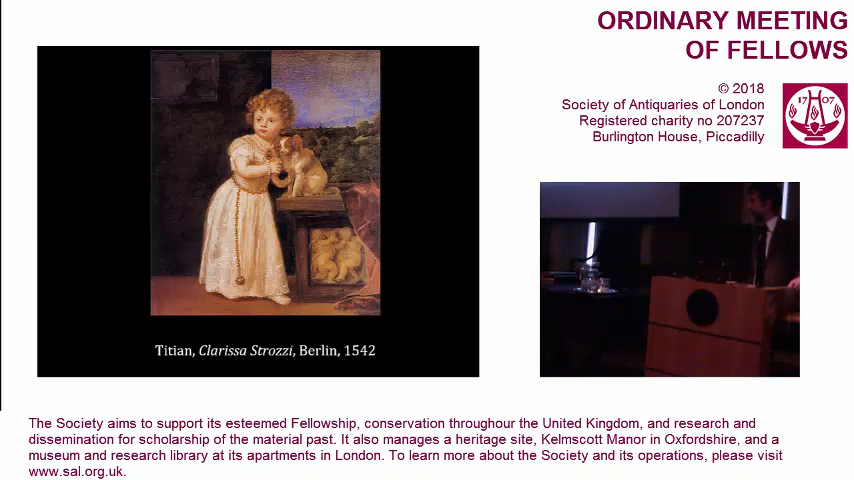 ORDINARY MEETING
OF FELLOWS
© 2018
Society of Antiquaries of London
Registered charity no 207237
Burlington House, Piccadilly
17 07
Titian, Clarissa Strozzi, Berlin, 1542
The Society aims to support its esteemed Fellowship, conservation throughour the United Kingdom, and research and
dissemination for scholarship of the material past. It also manages a heritage site, Kelmscott Manor in Oxfordshire, and a
museum and research library at its apartments in London. To learn more about the Society and its operations, please visit
www.sal.org.uk.